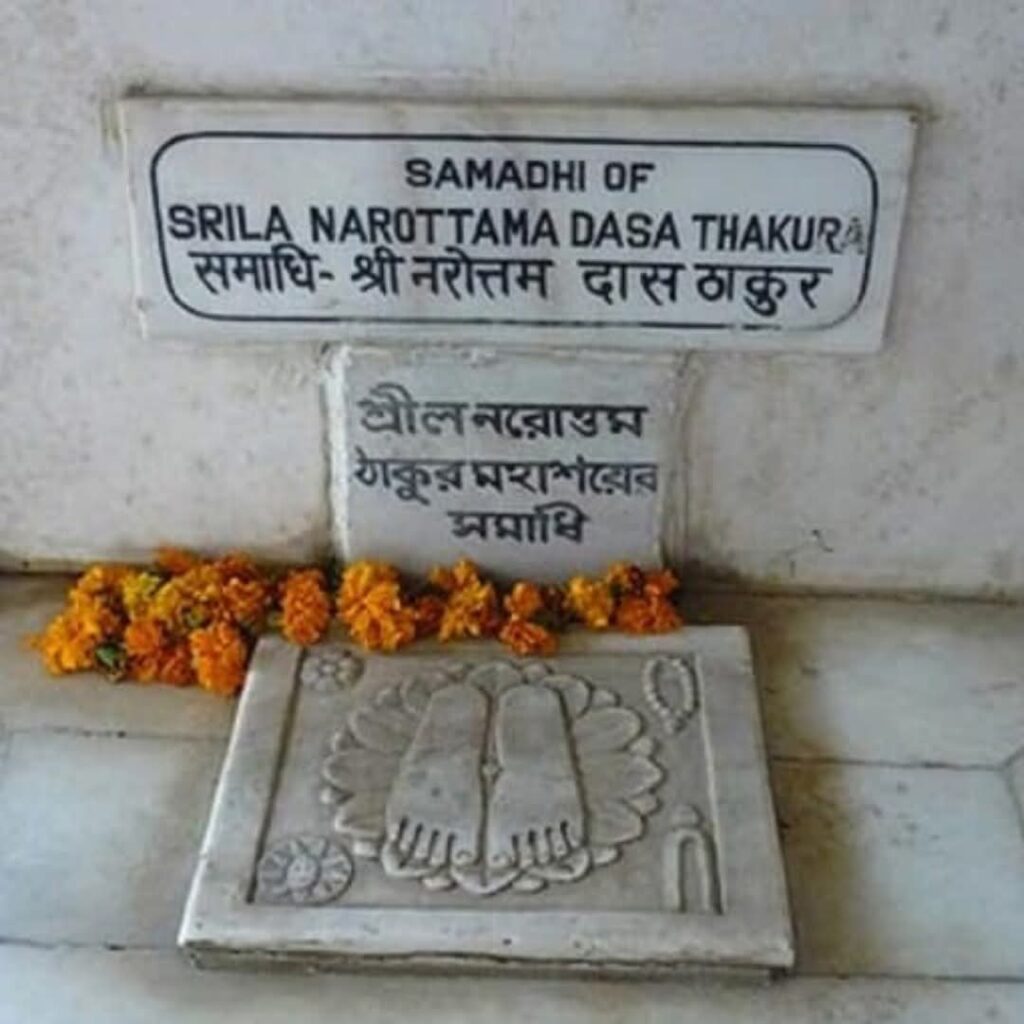 SAMADHI OF
SRILA NAROTTAMA DASA THAKURA
समाधि- श्री नरोत्तम दास ठाकुर
শ্রীল নরোত্তম
ঠাকুর মহাশয়ের
সমাধি